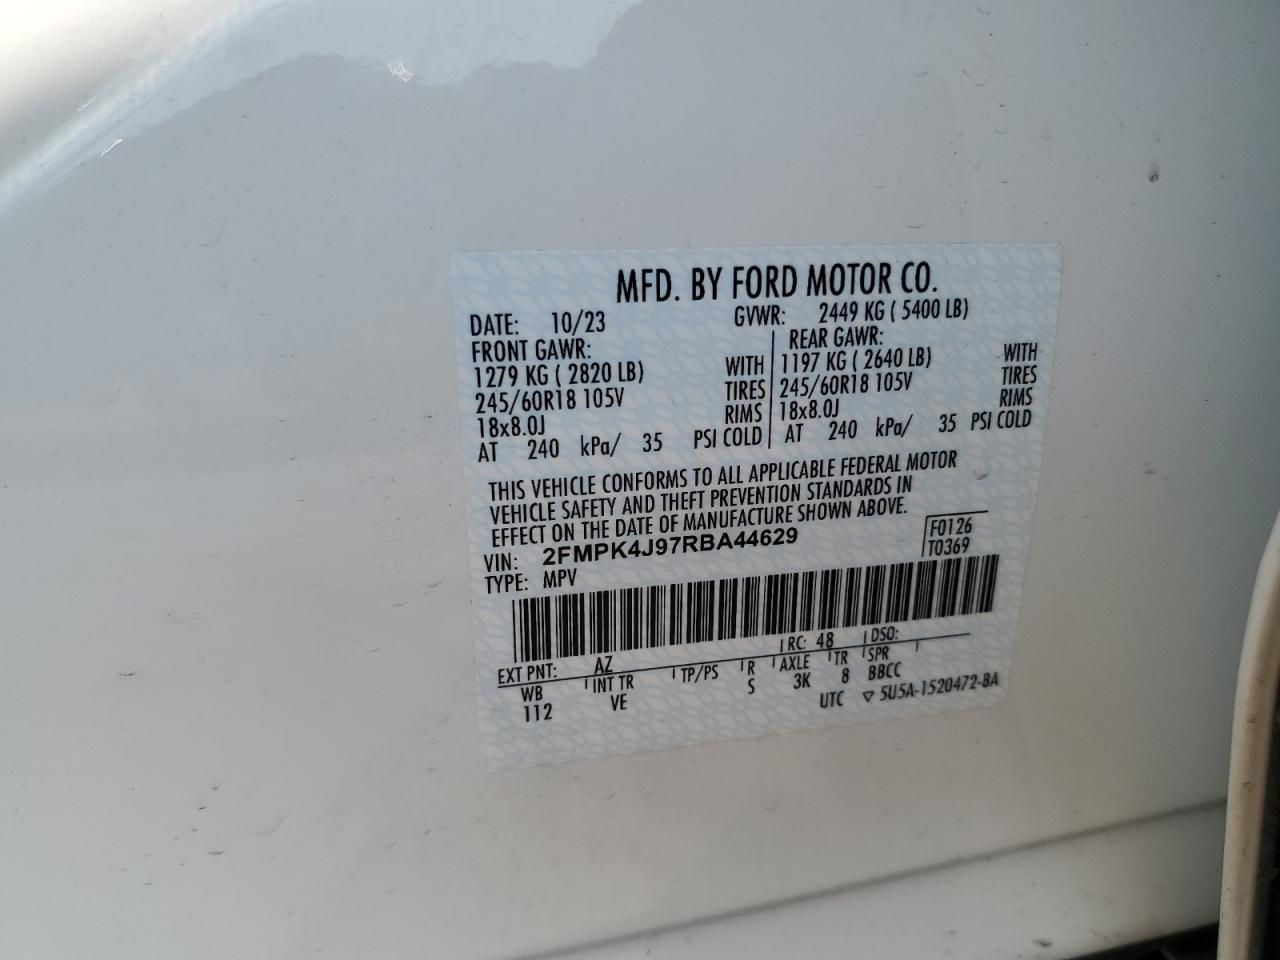 MFD. BY FORD MOTOR CO.
DATE: 10/23 GVWR: 2449 KG ( 5400 LB)
FRONT GAWR: REAR GAWR:
1279 KG ( 2820 LB) WITH 1197 KG ( 2640 LB) WITH
245/60R18 105V TIRES 245/60R18 105V TIRES
18x8.0J RIMS 18x8.0J RIMS
AT 240 kPa/ 35 PSI COLD AT 240 kPa/ 35 PSI COLD
THIS VEHICLE CONFORMS TO ALL APPLICABLE FEDERAL MOTOR
VEHICLE SAFETY AND THEFT PREVENTION STANDARDS IN
EFFECT ON THE DATE OF MANUFACTURE SHOWN ABOVE.
VIN: 2FMPK4J97RBA44629 F0126
TYPE: MPV T0369
EXT PNT: AZ RC: 48 DSO:
WB INT TR TP/PS R AXLE TR SPR
112 VE S 3K 8 BBCC
UTC ▽ 5U5A-1520472-BA